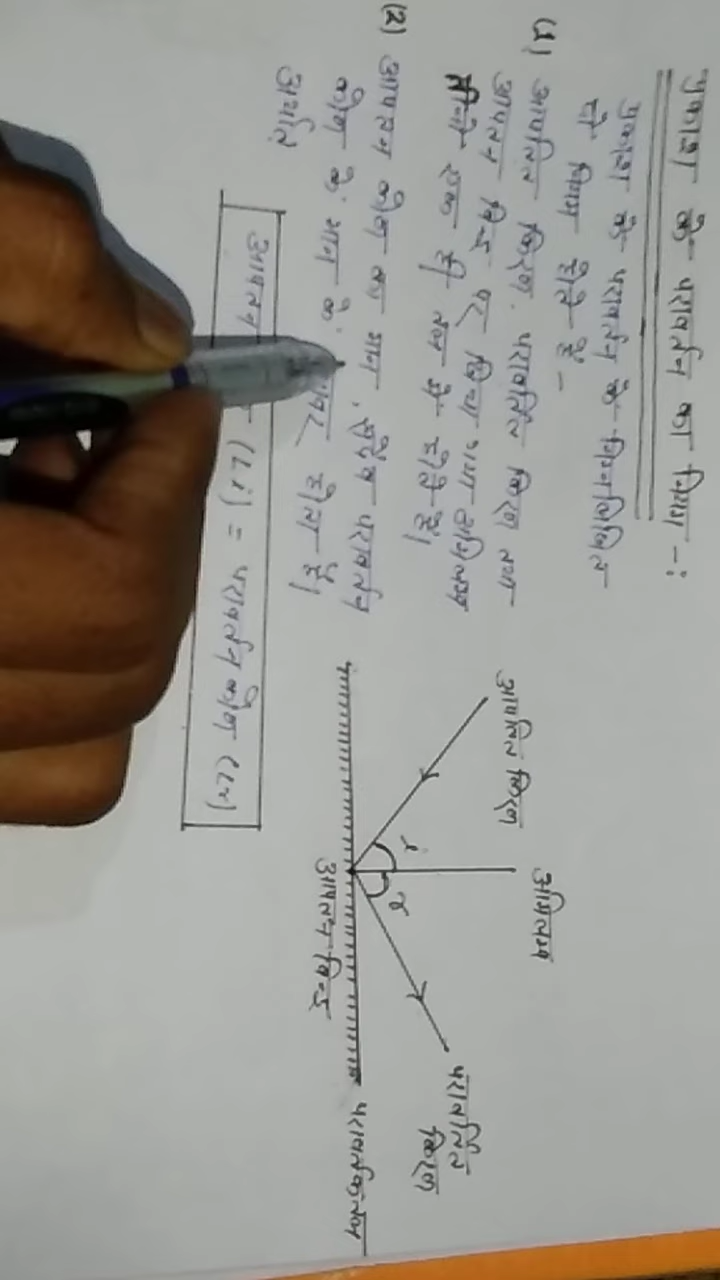 प्रकाश के परावर्तन का नियम -:
प्रकाश के परावर्तन के निम्नलिखित
दो नियम होते हैं -
(1) आपतित किरण, परावर्तित किरण तथा
आपतन बिन्दु पर खिंचा गया अभिलम्ब
तीनो एक ही तल मे होते हैं।
(2) आपतन कोण का मान, सदैव परावर्तन
कोण के मान के होता है।
अर्थात्
आपतन (∠i) = परावर्तन कोण (∠r)
आपतित किरण
अभिलम्ब
परावर्तित
किरण
i
r
आपतन बिन्दु
परावर्तक तल